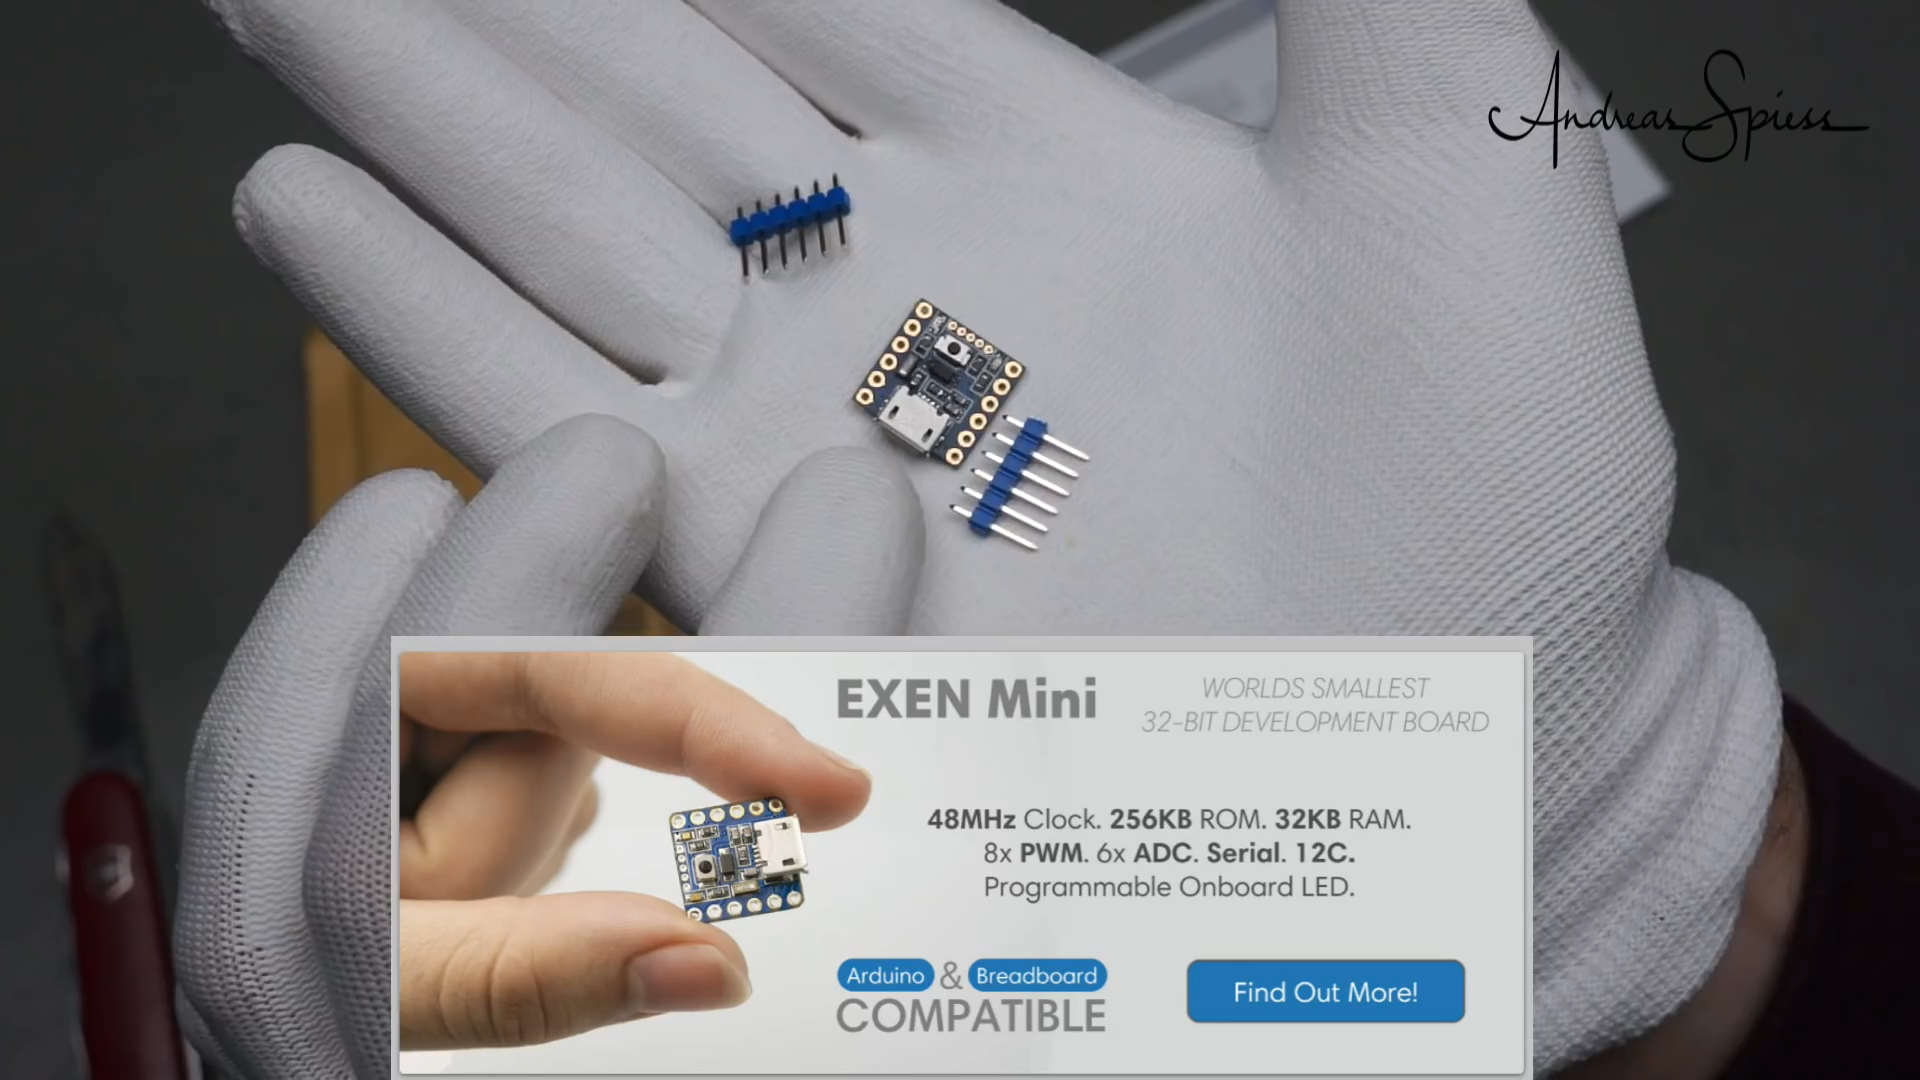 Andreas Spiess
EXEN Mini
WORLDS SMALLEST
32-BIT DEVELOPMENT BOARD
48MHz Clock. 256KB ROM. 32KB RAM.
8x PWM. 6x ADC. Serial. 12C.
Programmable Onboard LED.
Arduino & Breadboard
COMPATIBLE
Find Out More!